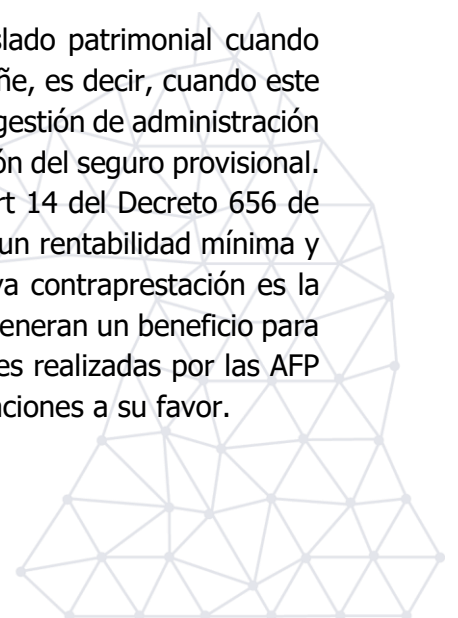 slado patrimonial cuando
ñe, es decir, cuando este
gestión de administración
ón del seguro provisional.
rt 14 del Decreto 656 de
un rentabilidad mínima y
va contraprestación es la
generan un beneficio para
es realizadas por las AFP
aciones a su favor.